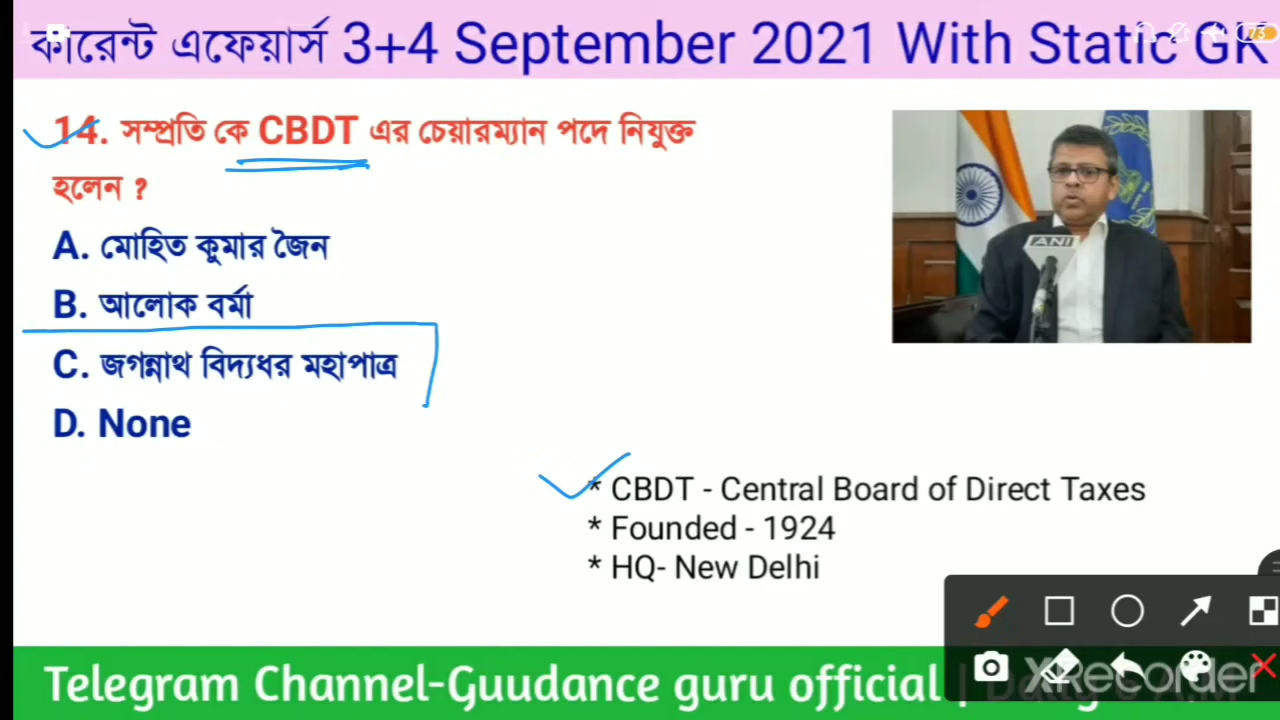 কারেন্ট এফেয়ার্স 3+4 September 2021 With Static GK
73
14. সম্প্রতি কে CBDT এর চেয়ারম্যান পদে নিযুক্ত
হলেন ?
A. মোহিত কুমার জৈন
B. আলোক বর্মা
C. জগন্নাথ বিদ্যধর মহাপাত্র
D. None
ANI
* CBDT - Central Board of Direct Taxes
* Founded - 1924
* HQ- New Delhi
Telegram Channel-Guudance guru official |
XRecorder